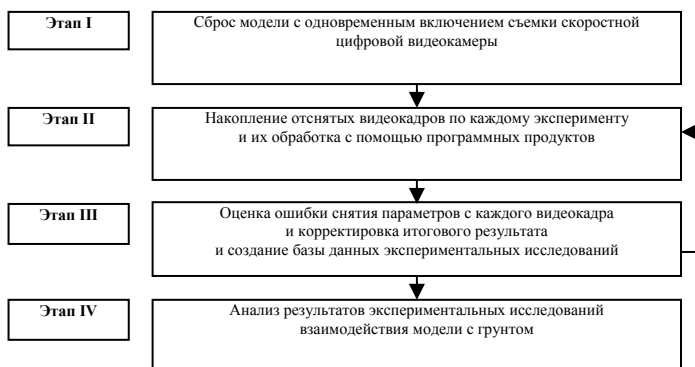 Этап I
Сброс модели с одновременным включением съемки скоростной
цифровой видеокамеры
Этап II
Накопление отснятых видеокадров по каждому эксперименту
и их обработка с помощью программных продуктов
Этап III
Оценка ошибки снятия параметров с каждого видеокадра
и корректировка итогового результата
и создание базы данных экспериментальных исследований
Этап IV
Анализ результатов экспериментальных исследований
взаимодействия модели с грунтом